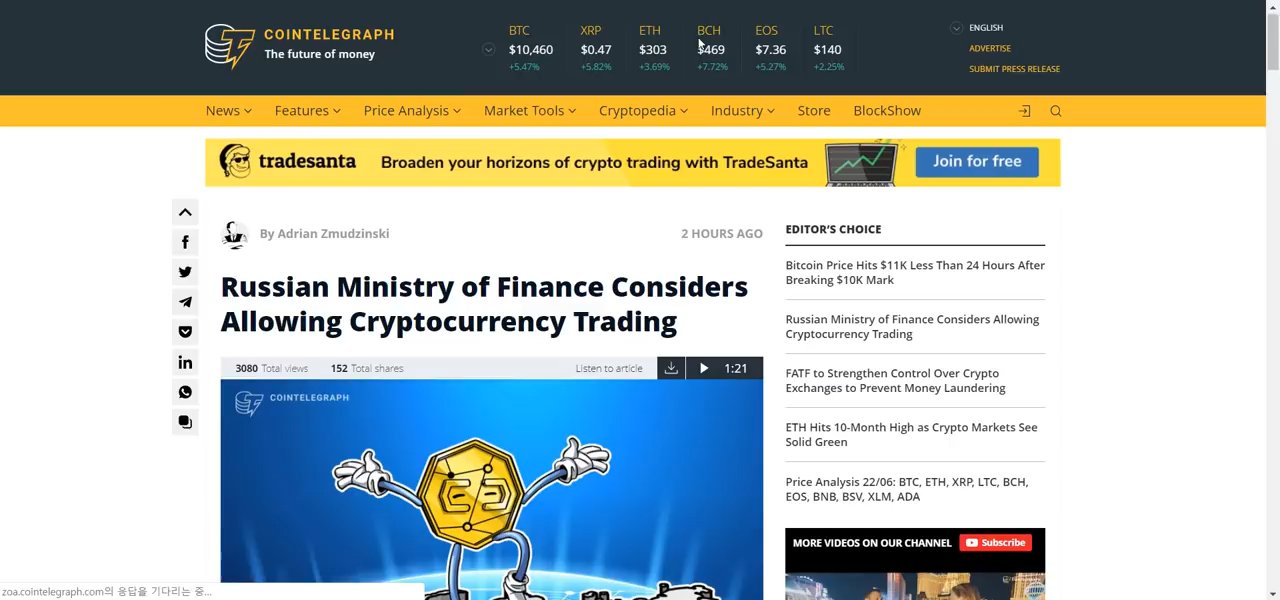 COINTELEGRAPH
The future of money
BTC XRP ETH BCH EOS LTC
$10,460 $0.47 $303 $469 $7.36 $140
+5.47% +5.82% +3.69% +7.72% +5.27% +2.25%
ENGLISH
ADVERTISE
SUBMIT PRESS RELEASE
News Features Price Analysis Market Tools Cryptopedia Industry Store BlockShow
tradesanta Broaden your horizons of crypto trading with TradeSanta Join for free
By Adrian Zmudzinski 2 HOURS AGO
Russian Ministry of Finance Considers
Allowing Cryptocurrency Trading
3080 Total views 152 Total shares Listen to article 1:21
COINTELEGRAPH
EDITOR'S CHOICE
Bitcoin Price Hits $11K Less Than 24 Hours After
Breaking $10K Mark
Russian Ministry of Finance Considers Allowing
Cryptocurrency Trading
FATF to Strengthen Control Over Crypto
Exchanges to Prevent Money Laundering
ETH Hits 10-Month High as Crypto Markets See
Solid Green
Price Analysis 22/06: BTC, ETH, XRP, LTC, BCH,
EOS, BNB, BSV, XLM, ADA
MORE VIDEOS ON OUR CHANNEL Subscribe
zoa.cointelegraph.com의 응답을 기다리는 중...